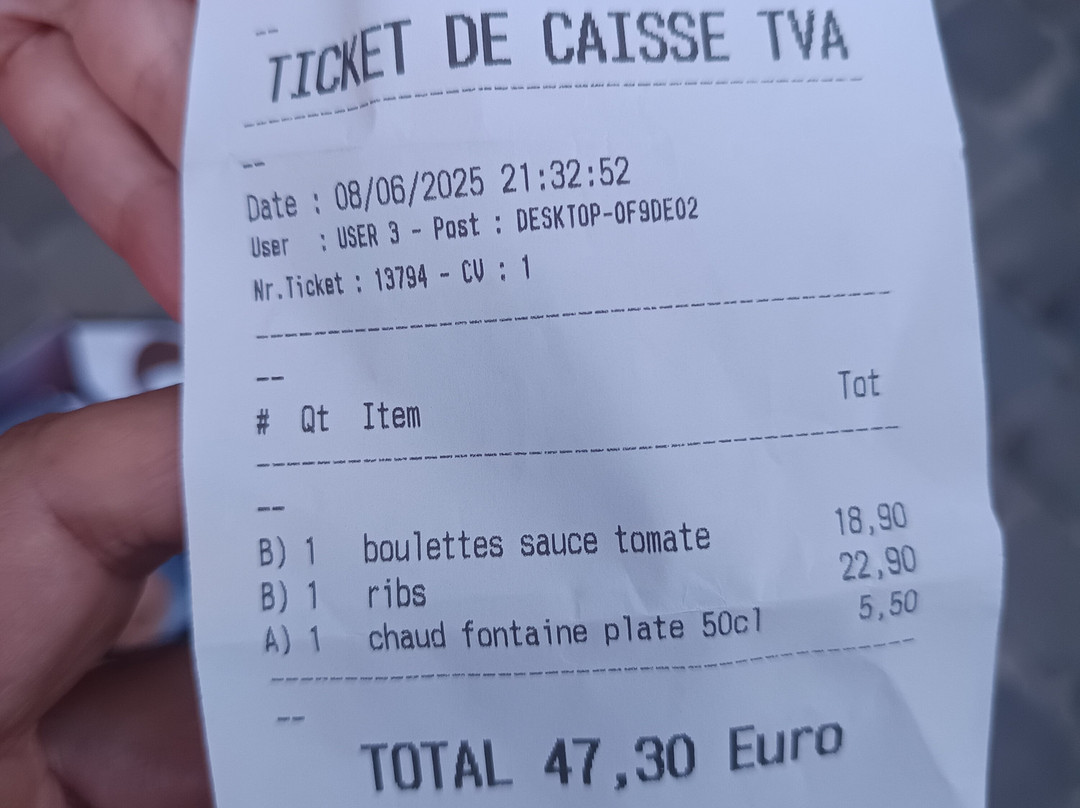 --
TICKET DE CAISSE TVA
--
Date : 08/06/2025 21:32:52
User : USER 3 - Post : DESKTOP-OF9DE02
Nr.Ticket : 13794 - CV : 1
--
# Qt Item Tot
--
B) 1 boulettes sauce tomate 18,90
B) 1 ribs 22,90
A) 1 chaud fontaine plate 50cl 5,50
--
TOTAL 47,30 Euro